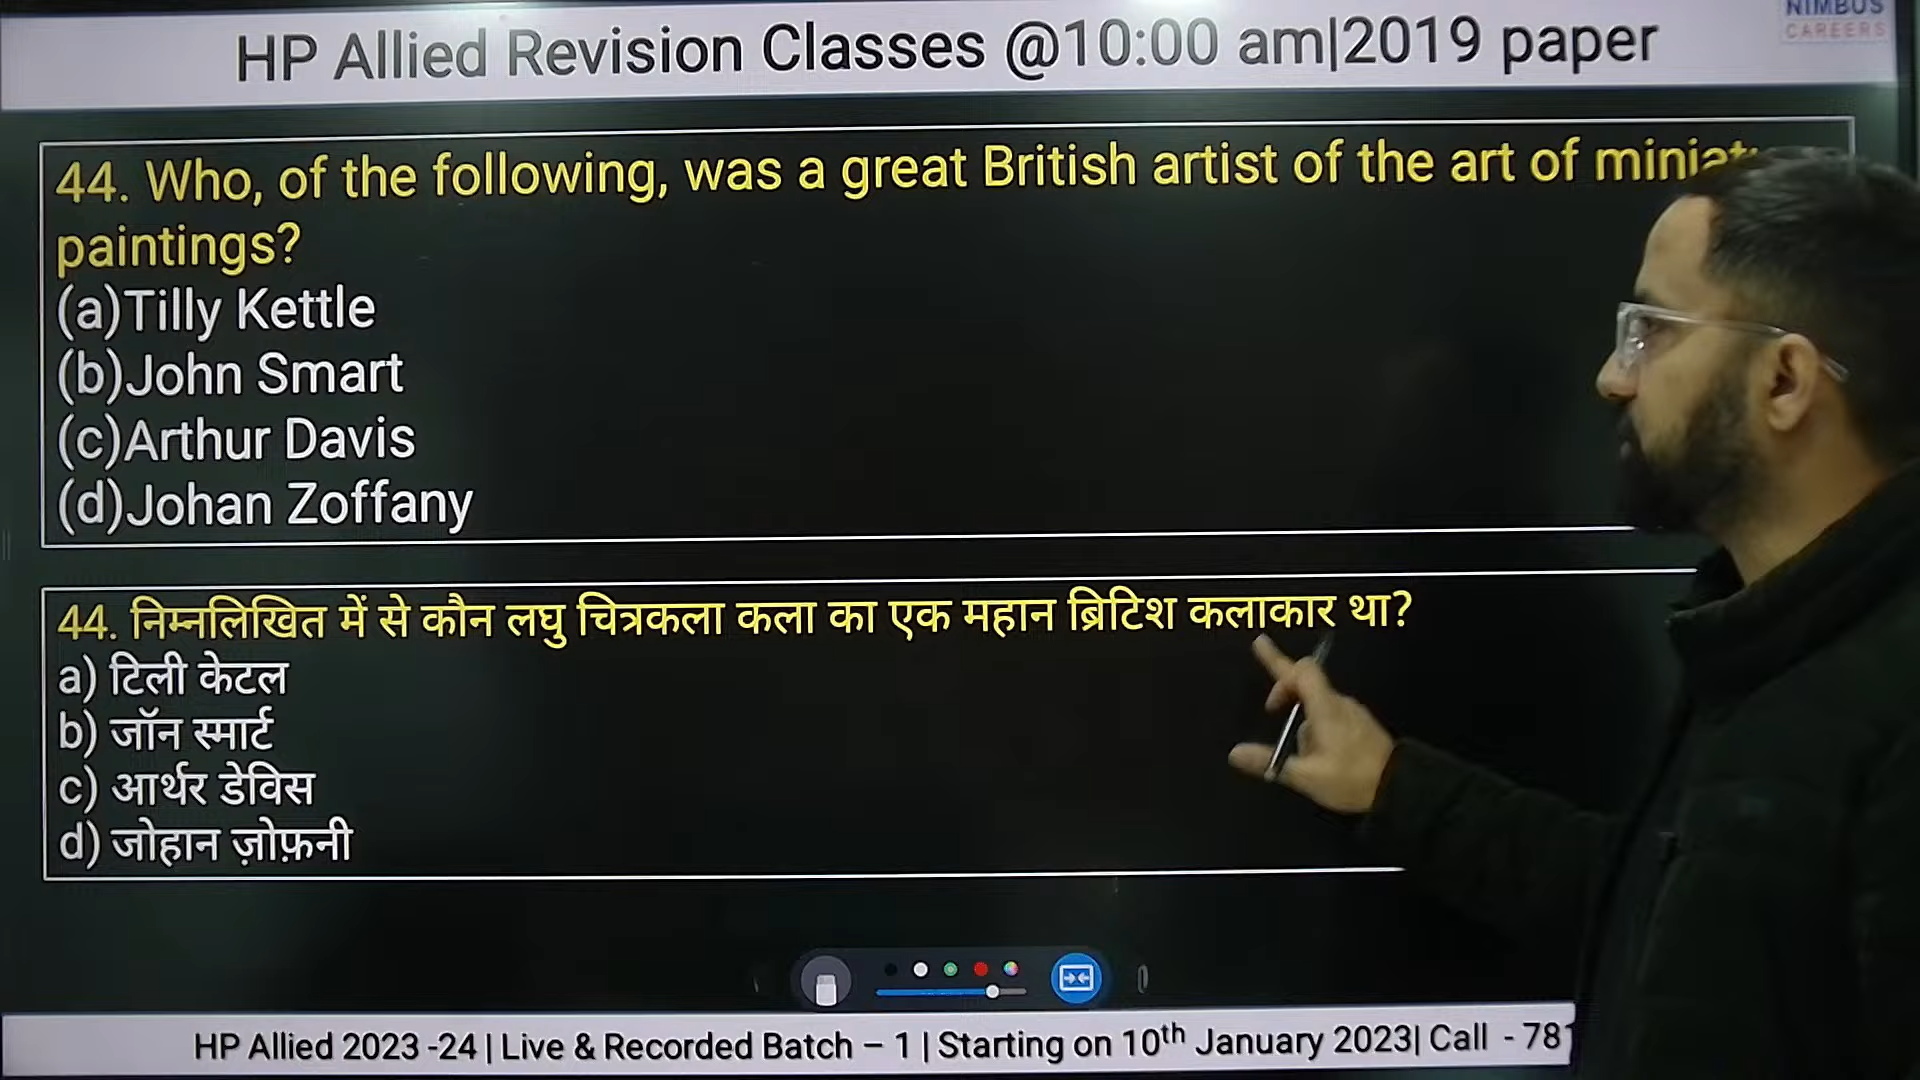 HP Allied Revision Classes @10:00 am|2019 paper
NIMBUS
CAREERS
44. Who, of the following, was a great British artist of the art of
paintings?
(a)Tilly Kettle
(b)John Smart
(c)Arthur Davis
(d)Johan Zoffany
44. निम्नलिखित में से कौन लघु चित्रकला कला का एक महान ब्रिटिश कलाकार था?
a) टिली केटल
b) जॉन स्मार्ट
c) आर्थर डेविस
d) जोहान ज़ोफ़नी
HP Allied 2023 -24 | Live & Recorded Batch – 1 | Starting on 10th January 2023| Call - 781